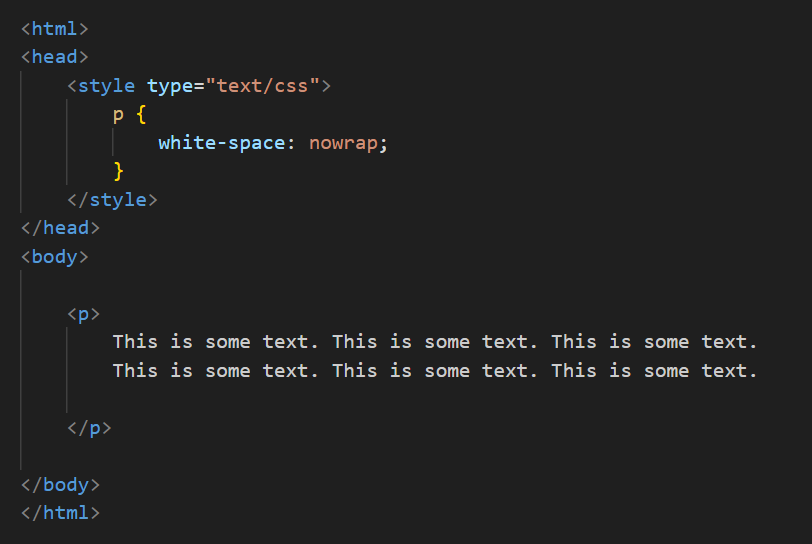 <html>
<head>
    <style type="text/css">
        p {
            white-space: nowrap;
        }
    </style>
</head>
<body>

    <p>
        This is some text. This is some text. This is some text.
        This is some text. This is some text. This is some text.

    </p>

</body>
</html>